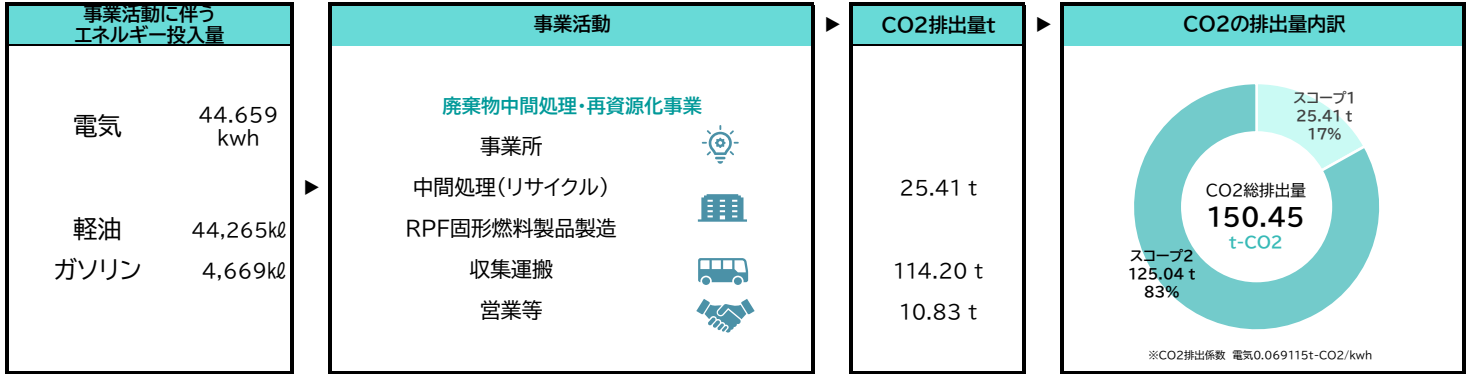 事業活動に伴う
エネルギー投入量
電気
44.659
kwh
軽油 44,265㎘
ガソリン 4,669㎘
▶
事業活動
廃棄物中間処理・再資源化事業
事業所
中間処理(リサイクル)
RPF固形燃料製品製造
収集運搬
営業等
▶
CO2排出量t
25.41 t
114.20 t
10.83 t
▶
CO2の排出量内訳
スコープ1
25.41 t
17%
CO2総排出量
150.45
t-CO2
スコープ2
125.04 t
83%
※CO2排出係数 電気0.069115t-CO2/kwh